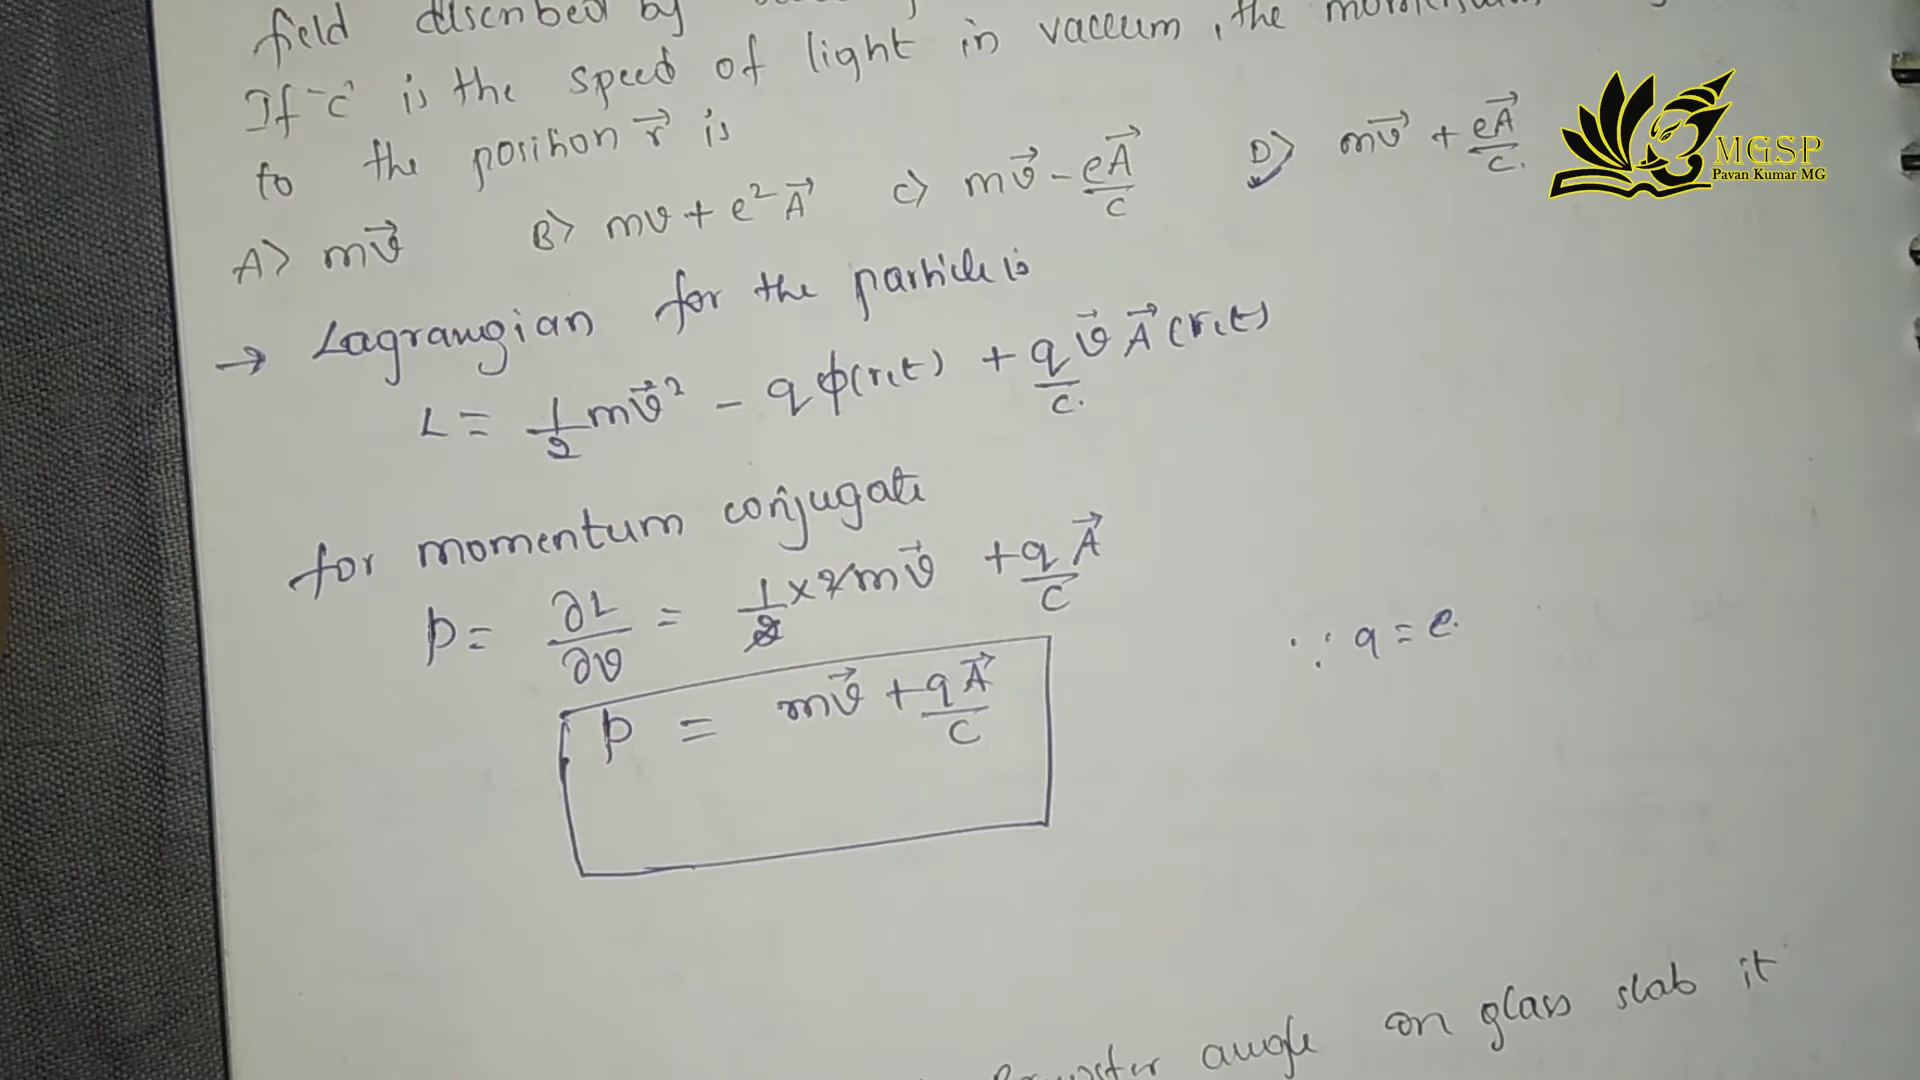 field described by
If 'c' is the speed of light in vaccum, the momentum
to the position r⃗ is
A> mv⃗ B> mv + e²A⃗ C> mv⃗ - eA⃗/c D> mv⃗ + eA⃗/c.
MGSP
Pavan Kumar MG
→ Lagrangian for the particle is
L = 1/2 mv⃗² - qϕ(r,t) + q/c. v⃗ A⃗(r,t)
for momentum conjugate
p = ∂L/∂v = 1/2 × 2mv⃗ + qA⃗/c
p = mv⃗ + qA⃗/c
∵ q = e.
angle on glass slab it